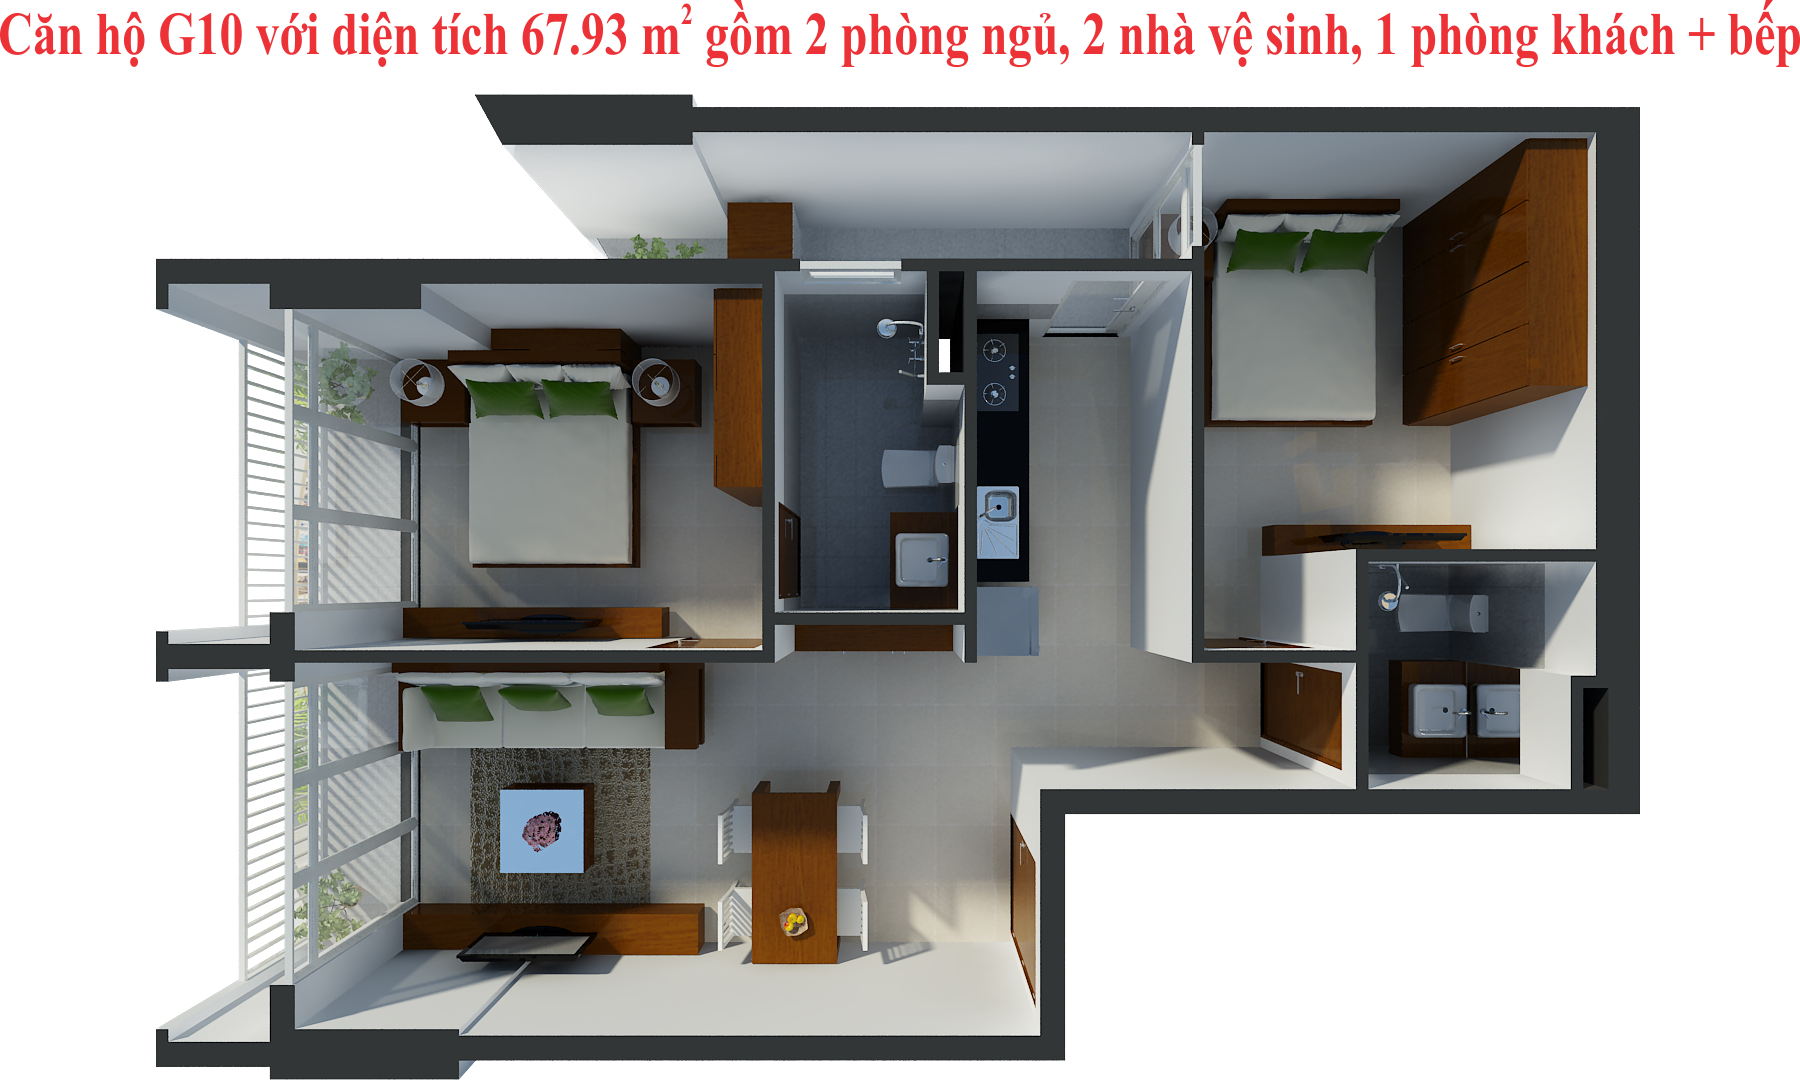 Căn hộ G10 với diện tích 67.93 m² gồm 2 phòng ngủ, 2 nhà vệ sinh, 1 phòng khách + bếp